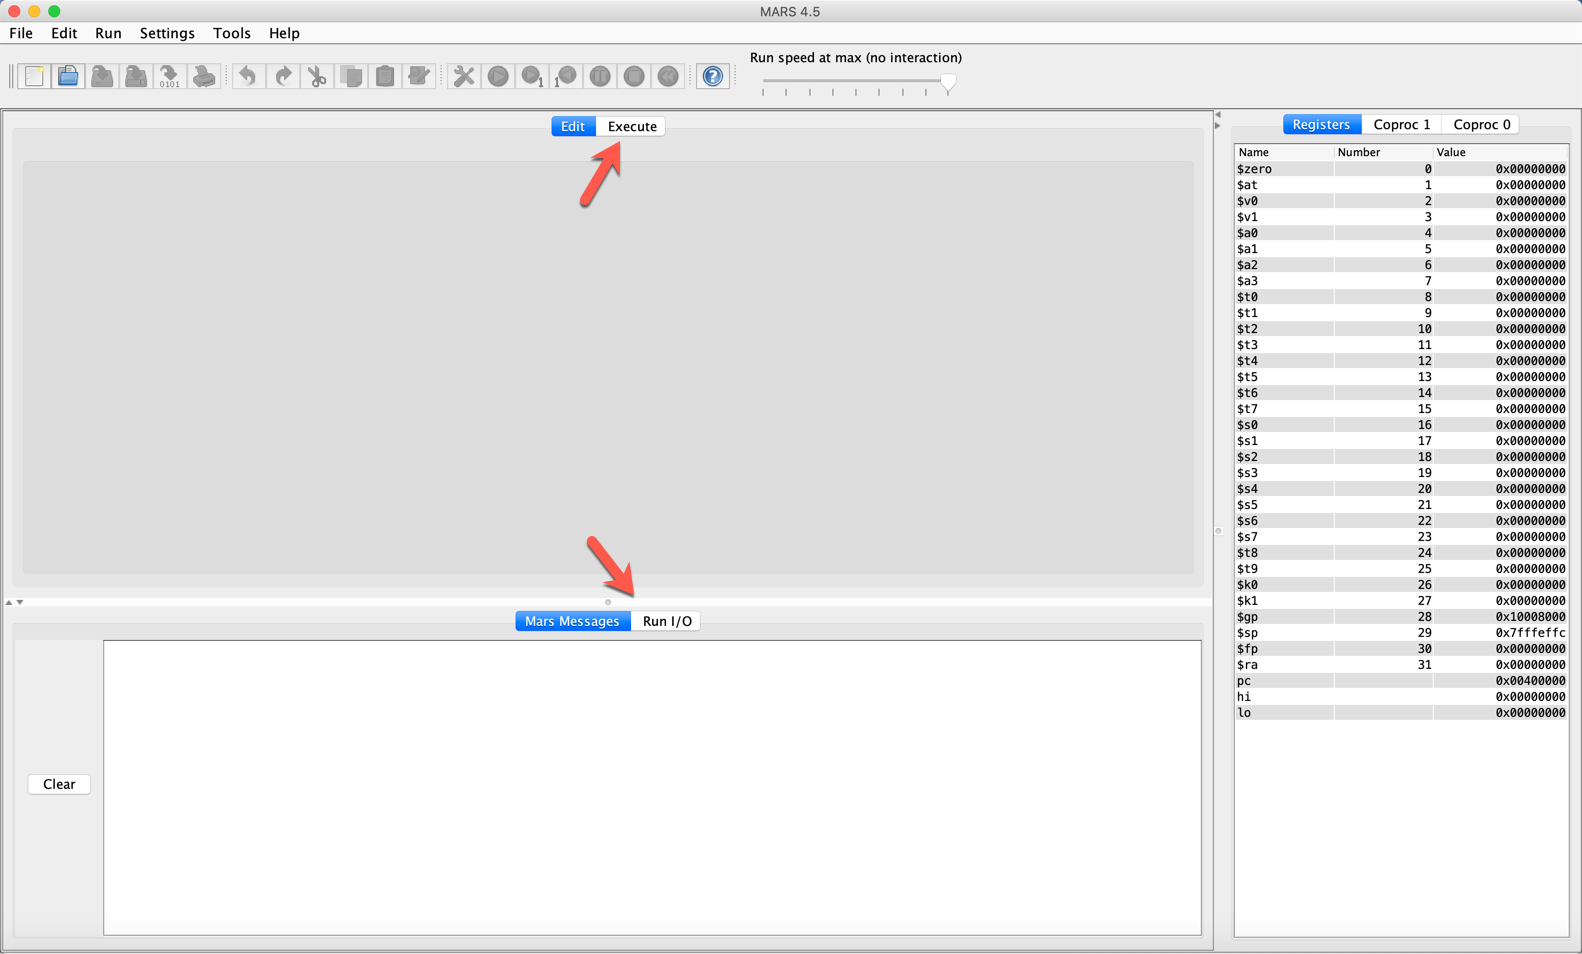 MARS 4.5
File Edit Run Settings Tools Help
Run speed at max (no interaction)
0101
1
1
?
Edit Execute
Registers Coproc 1 Coproc 0
Name Number Value
$zero 0 0x00000000
$at 1 0x00000000
$v0 2 0x00000000
$v1 3 0x00000000
$a0 4 0x00000000
$a1 5 0x00000000
$a2 6 0x00000000
$a3 7 0x00000000
$t0 8 0x00000000
$t1 9 0x00000000
$t2 10 0x00000000
$t3 11 0x00000000
$t4 12 0x00000000
$t5 13 0x00000000
$t6 14 0x00000000
$t7 15 0x00000000
$s0 16 0x00000000
$s1 17 0x00000000
$s2 18 0x00000000
$s3 19 0x00000000
$s4 20 0x00000000
$s5 21 0x00000000
$s6 22 0x00000000
$s7 23 0x00000000
$t8 24 0x00000000
$t9 25 0x00000000
$k0 26 0x00000000
$k1 27 0x00000000
$gp 28 0x10008000
$sp 29 0x7fffeffc
$fp 30 0x00000000
$ra 31 0x00000000
pc 0x00400000
hi 0x00000000
lo 0x00000000
Mars Messages Run I/O
Clear